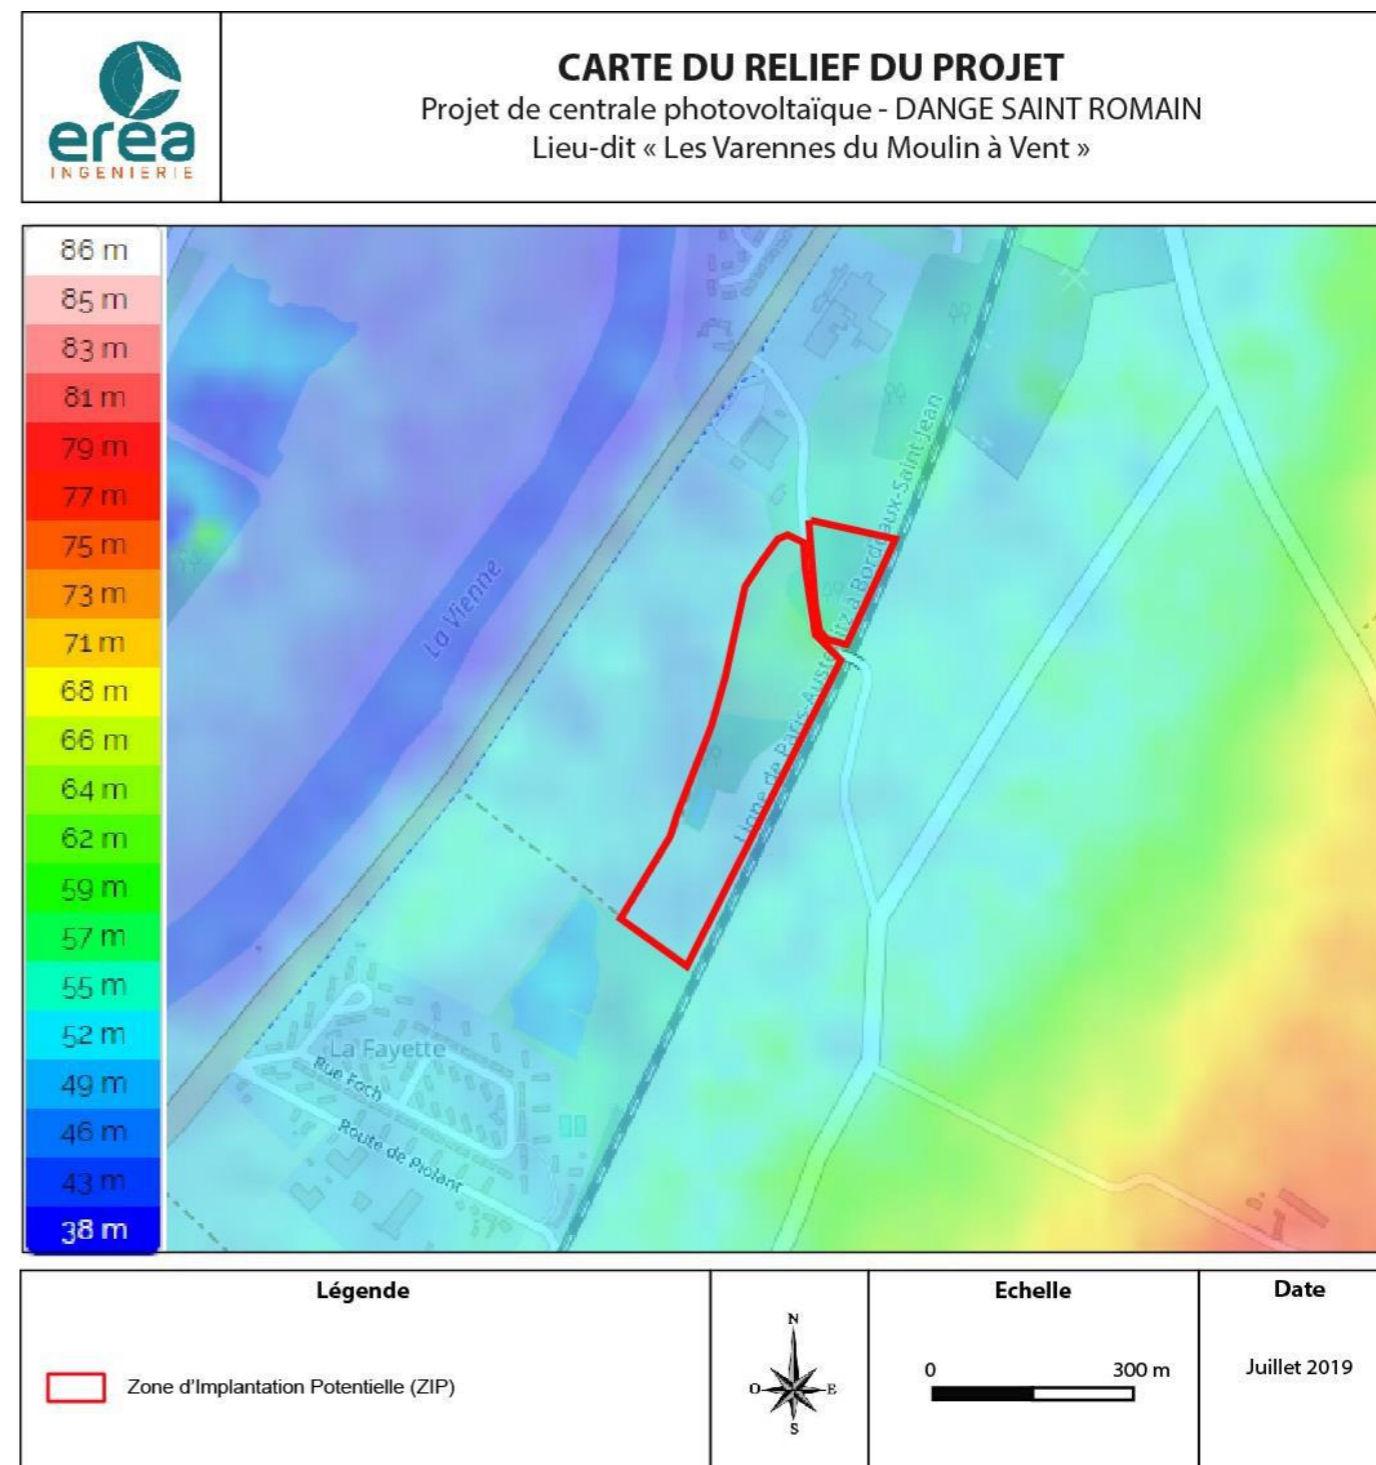 erea
INGENIERIE
CARTE DU RELIEF DU PROJET
Projet de centrale photovoltaïque - DANGE SAINT ROMAIN
Lieu-dit « Les Varennes du Moulin à Vent »
86 m
85 m
83 m
81 m
79 m
77 m
75 m
73 m
71 m
68 m
66 m
64 m
62 m
59 m
57 m
55 m
52 m
49 m
46 m
43 m
38 m
La Vienne
Ligne de Paris-Austerlitz à Bordeaux-Saint-Jean
La Fayette
Rue Foch
Route de Piolant
Légende
Zone d'Implantation Potentielle (ZIP)
N
O
E
S
Echelle
0 300 m
Date
Juillet 2019